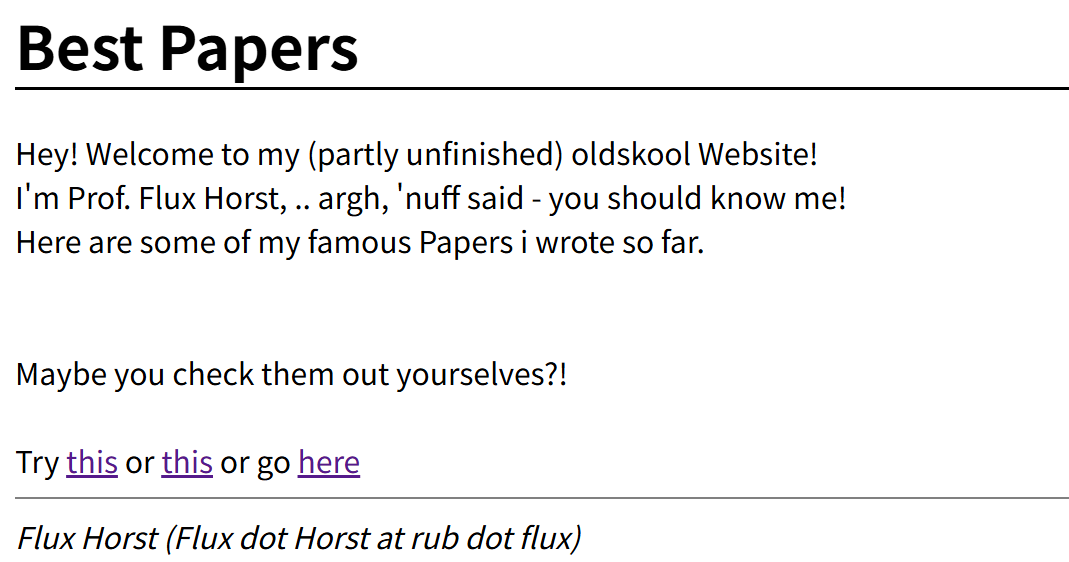 Best Papers
Hey! Welcome to my (partly unfinished) oldskool Website!
I'm Prof. Flux Horst, .. argh, 'nuff said - you should know me!
Here are some of my famous Papers i wrote so far.
Maybe you check them out yourselves?!
Try this or this or go here
Flux Horst (Flux dot Horst at rub dot flux)